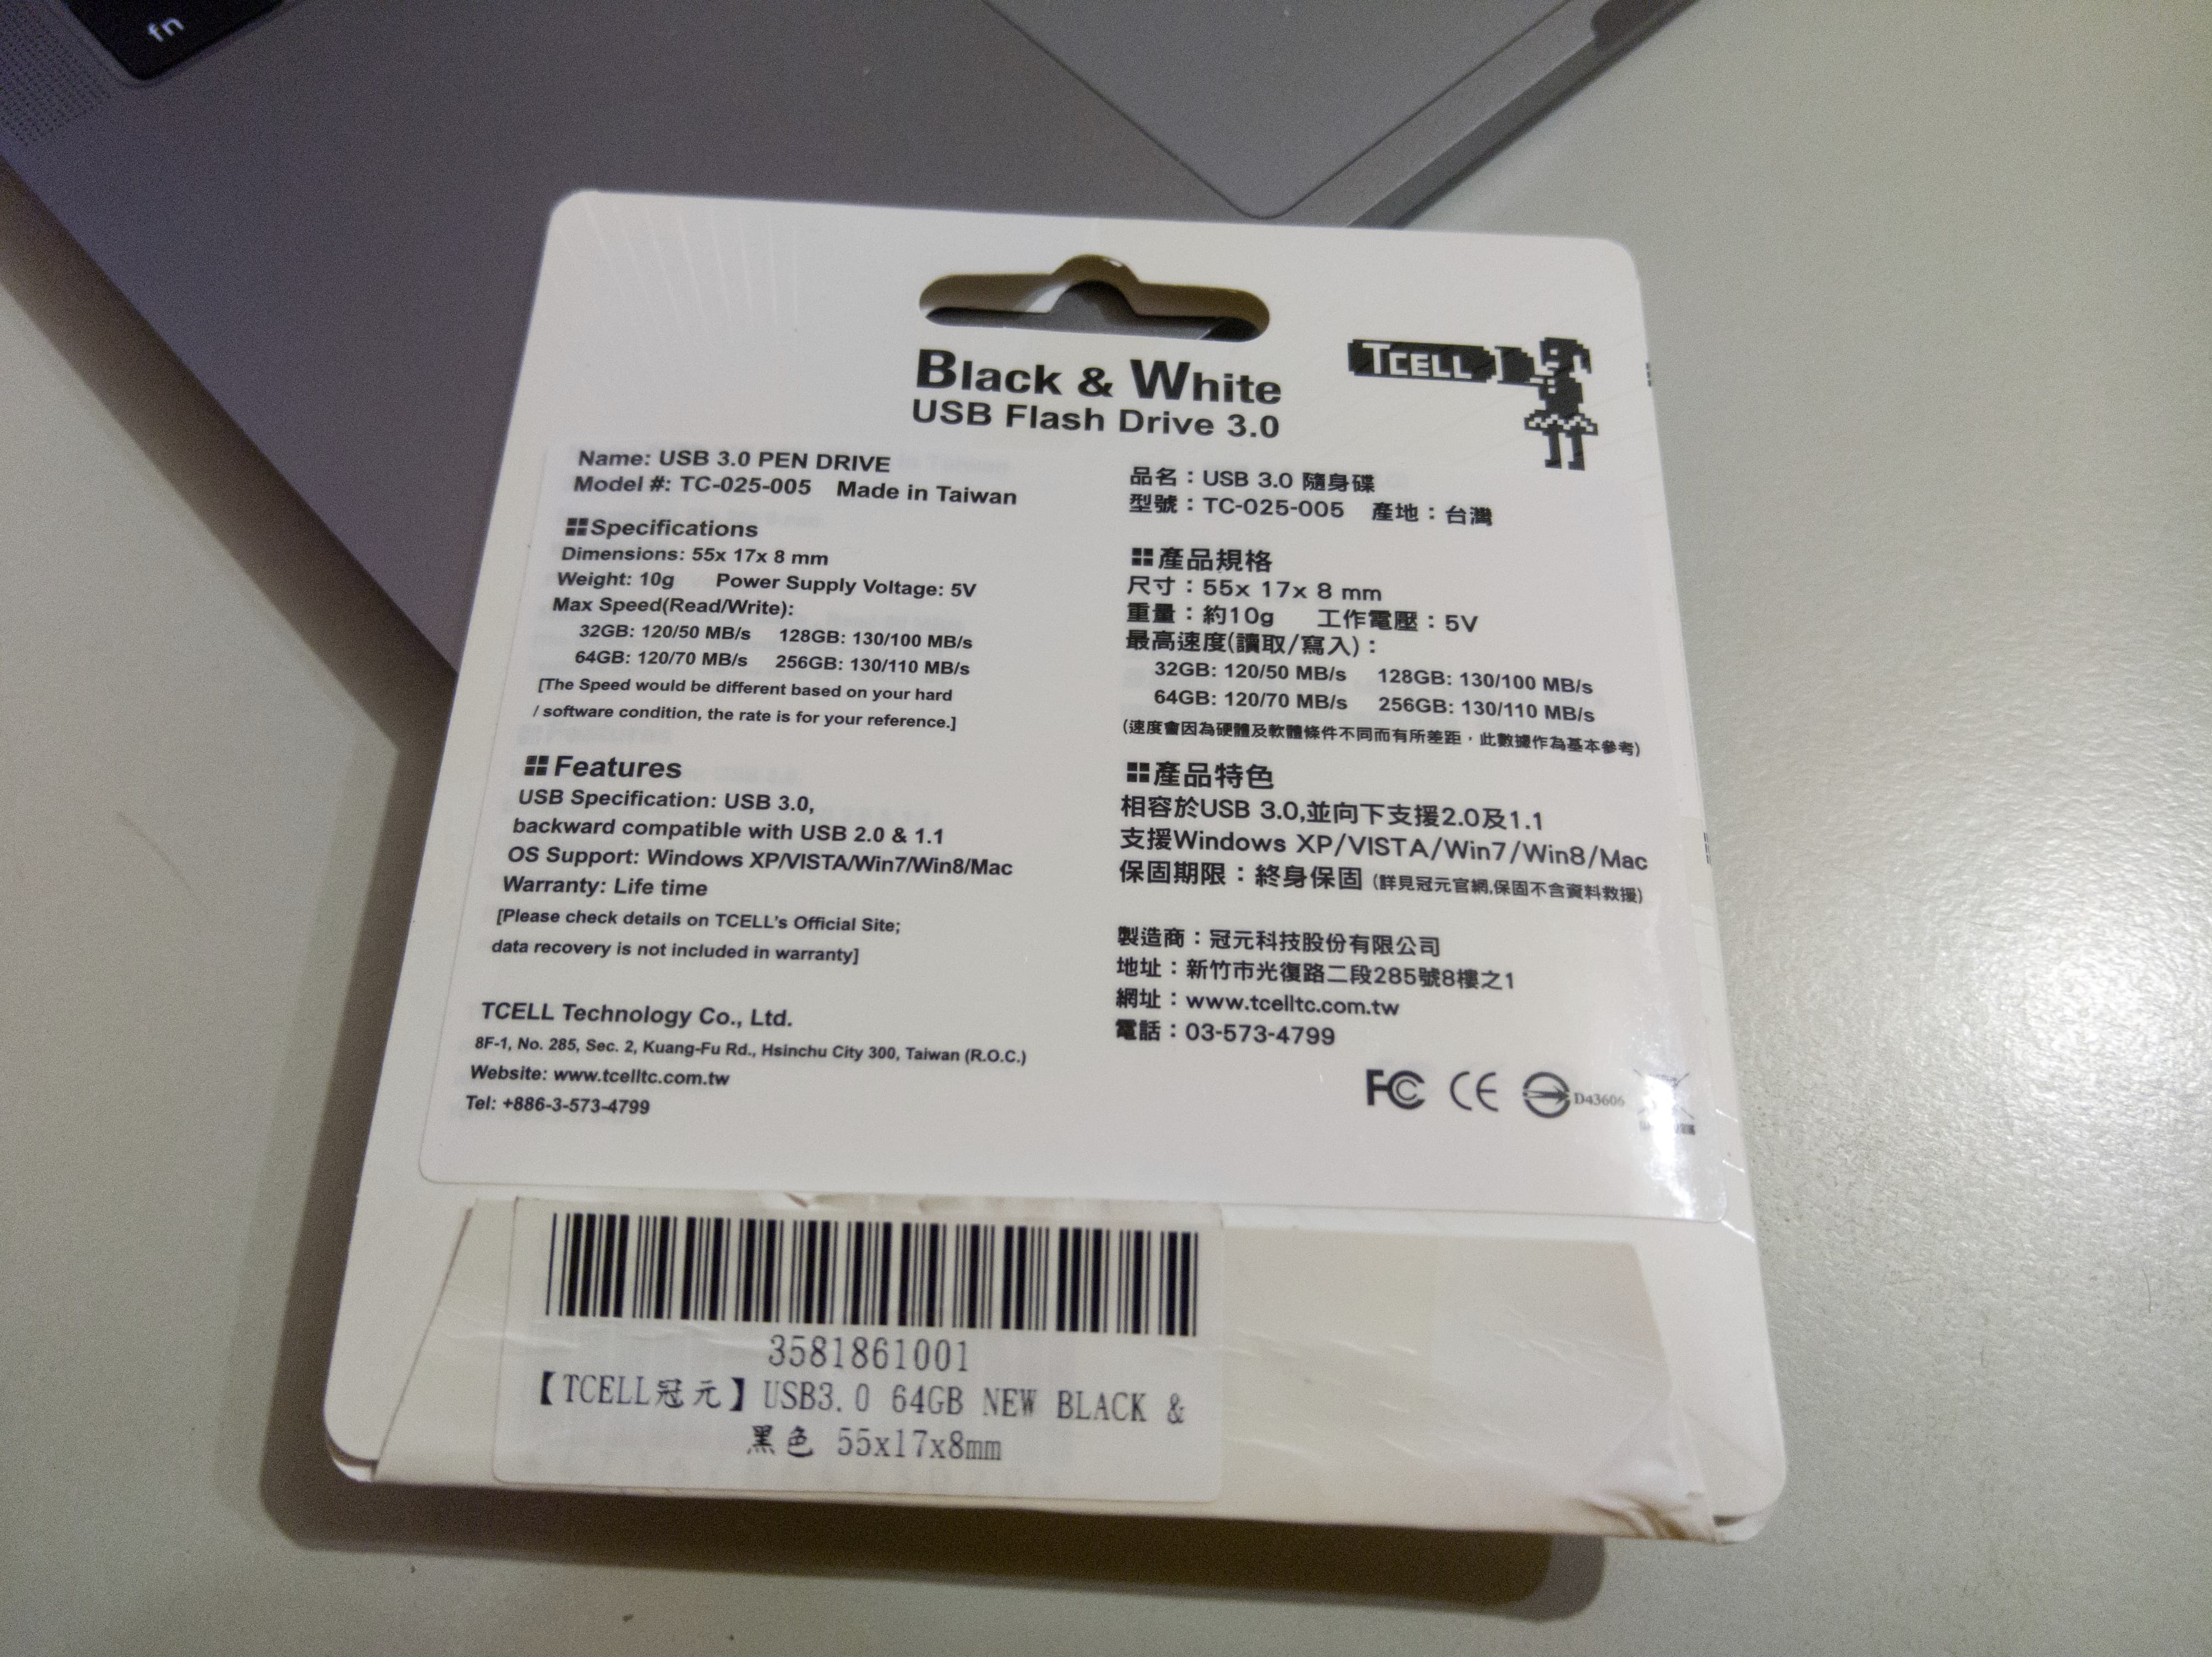 fn
Black & White
USB Flash Drive 3.0
TCELL
Name: USB 3.0 PEN DRIVE
Model #: TC-025-005 Made in Taiwan
Specifications
Dimensions: 55x 17x 8 mm
Weight: 10g Power Supply Voltage: 5V
Max Speed(Read/Write):
32GB: 120/50 MB/s 128GB: 130/100 MB/s
64GB: 120/70 MB/s 256GB: 130/110 MB/s
[The Speed would be different based on your hard
/ software condition, the rate is for your reference.]
Features
USB Specification: USB 3.0,
backward compatible with USB 2.0 & 1.1
OS Support: Windows XP/VISTA/Win7/Win8/Mac
Warranty: Life time
[Please check details on TCELL's Official Site;
data recovery is not included in warranty]
TCELL Technology Co., Ltd.
8F-1, No. 285, Sec. 2, Kuang-Fu Rd., Hsinchu City 300, Taiwan (R.O.C.)
Website: www.tcelltc.com.tw
Tel: +886-3-573-4799
品名：USB 3.0 隨身碟
型號：TC-025-005 產地：台灣
產品規格
尺寸：55x 17x 8 mm
重量：約10g 工作電壓：5V
最高速度(讀取/寫入)：
32GB: 120/50 MB/s 128GB: 130/100 MB/s
64GB: 120/70 MB/s 256GB: 130/110 MB/s
(速度會因為硬體及軟體條件不同而有所差距，此數據作為基本參考)
產品特色
相容於USB 3.0,並向下支援2.0及1.1
支援Windows XP/VISTA/Win7/Win8/Mac
保固期限：終身保固 (詳見冠元官網,保固不含資料救援)
製造商：冠元科技股份有限公司
地址：新竹市光復路二段285號8樓之1
網址：www.tcelltc.com.tw
電話：03-573-4799
FC CE D43606
3581861001
【TCELL冠元】USB3.0 64GB NEW BLACK &
黑色 55x17x8mm